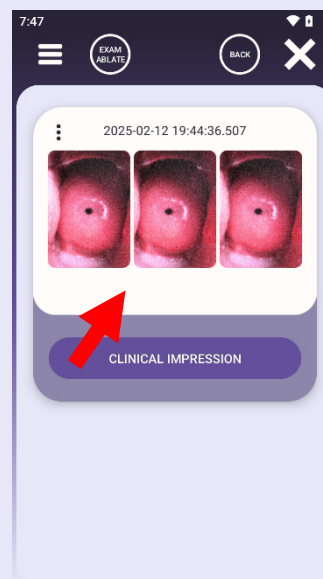 7:47
EXAM
ABLATE
BACK
2025-02-12 19:44:36.507
CLINICAL IMPRESSION